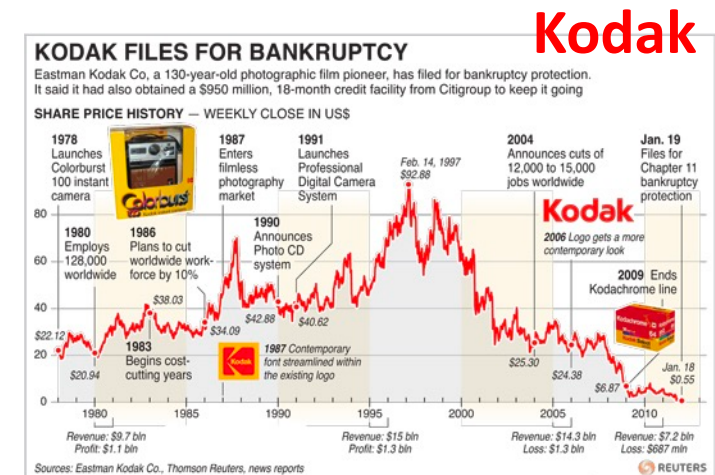 Kodak
KODAK FILES FOR BANKRUPTCY
Eastman Kodak Co, a 130-year-old photographic film pioneer, has filed for bankruptcy protection.
It said it had also obtained a $950 million, 18-month credit facility from Citigroup to keep it going
SHARE PRICE HISTORY — WEEKLY CLOSE IN US$
1978
Launches
Colorburst
100 instant
camera
Colorburst
1987
Enters
filmless
photography
market
1991
Launches
Professional
Digital Camera
System
Feb. 14, 1997
$92.88
2004
Announces cuts of
12,000 to 15,000
jobs worldwide
Jan. 19
Files for
Chapter 11
bankruptcy
protection
1980
Employs
128,000
worldwide
1986
Plans to cut
worldwide work-
force by 10%
1990
Announces
Photo CD
system
Kodak
2006 Logo gets a more
contemporary look
2009 Ends
Kodachrome line
Kodachrome
64
80
60
40
20
0
$22.12
$20.94
$38.03
1983
Begins cost-
cutting years
$34.09
$42.88
$40.62
Kodak
1987 Contemporary
font streamlined within
the existing logo
$25.30
$24.38
$6.87
Jan. 18
$0.55
1980
1985
1990
1995
2000
2005
2010
Revenue: $9.7 bln
Profit: $1.1 bln
Revenue: $15 bln
Profit: $1.3 bln
Revenue: $14.3 bln
Loss: $1.3 bln
Revenue: $7.2 bln
Loss: $687 mln
Sources: Eastman Kodak Co., Thomson Reuters, news reports
REUTERS